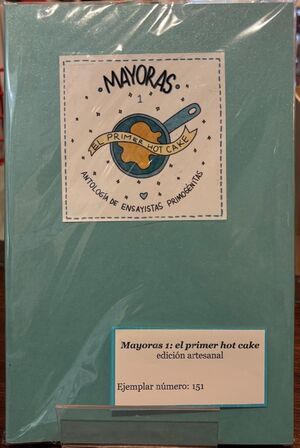 MAYORAS
1
EL PRIMER HOT CAKE
ANTOLOGÍA DE ENSAYISTAS PRIMOGÉNITAS
Mayoras 1: el primer hot cake
edición artesanal
Ejemplar número: 151